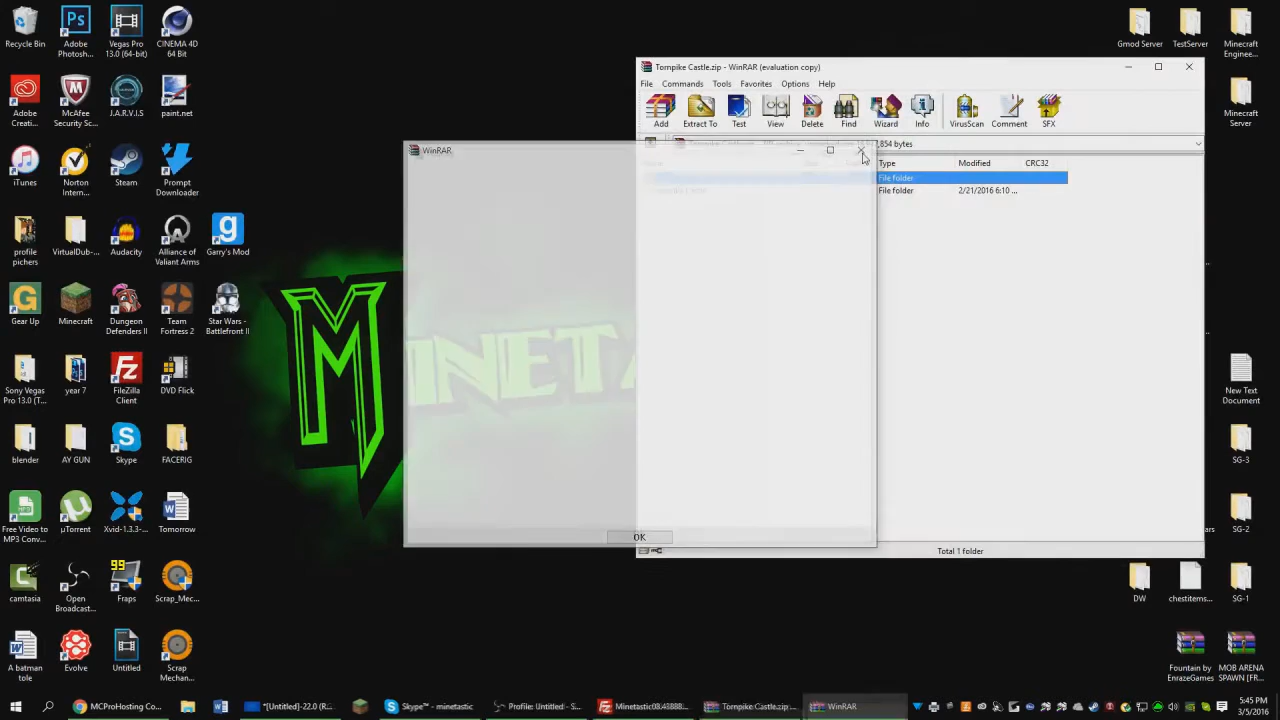 Recycle Bin
Adobe Photosh...
Vegas Pro 13.0 (64-bit)
CINEMA 4D 64 Bit
Adobe Creati...
McAfee Security Sc...
J.A.R.V.I.S
paint.net
iTunes
Norton Intern...
Steam
Prompt Downloader
profile pichers
VirtualDub-...
Audacity
Alliance of Valiant Arms
Garry's Mod
Gear Up
Minecraft
Dungeon Defenders II
Team Fortress 2
Star Wars - Battlefront II
Sony Vegas Pro 13.0 (T...
year 7
FileZilla Client
DVD Flick
blender
AY GUN
Skype
FACERIG
Free Video to MP3 Conv...
µTorrent
Xvid-1.3.3-...
Tomorrow
camtasia
Open Broadcast...
99
Fraps
Scrap_Mec...
A batman tole
Evolve
Untitled
Scrap Mechan...
M
Tornpike Castle.zip - WinRAR (evaluation copy)
File Commands Tools Favorites Options Help
Add Extract To Test View Delete Find Wizard Info VirusScan Comment SFX
854 bytes
Type Modified CRC32
File folder
File folder 2/21/2016 6:10 ...
Total 1 folder
WinRAR
OK
Gmod Server
TestServer
Minecraft Engine...
Minecraft Server
New Text Document
SG-3
SG-2
DW
chestitems...
SG-1
Fountain by EnrazeGames
MOB ARENA SPAWN [FR...
MCProHosting Co...
*[Untitled]-22.0 (R...
Skype™ - minetastic
Profile: Untitled - S...
Tornpike Castle.zip ...
WinRAR
5:45 PM
3/5/2016